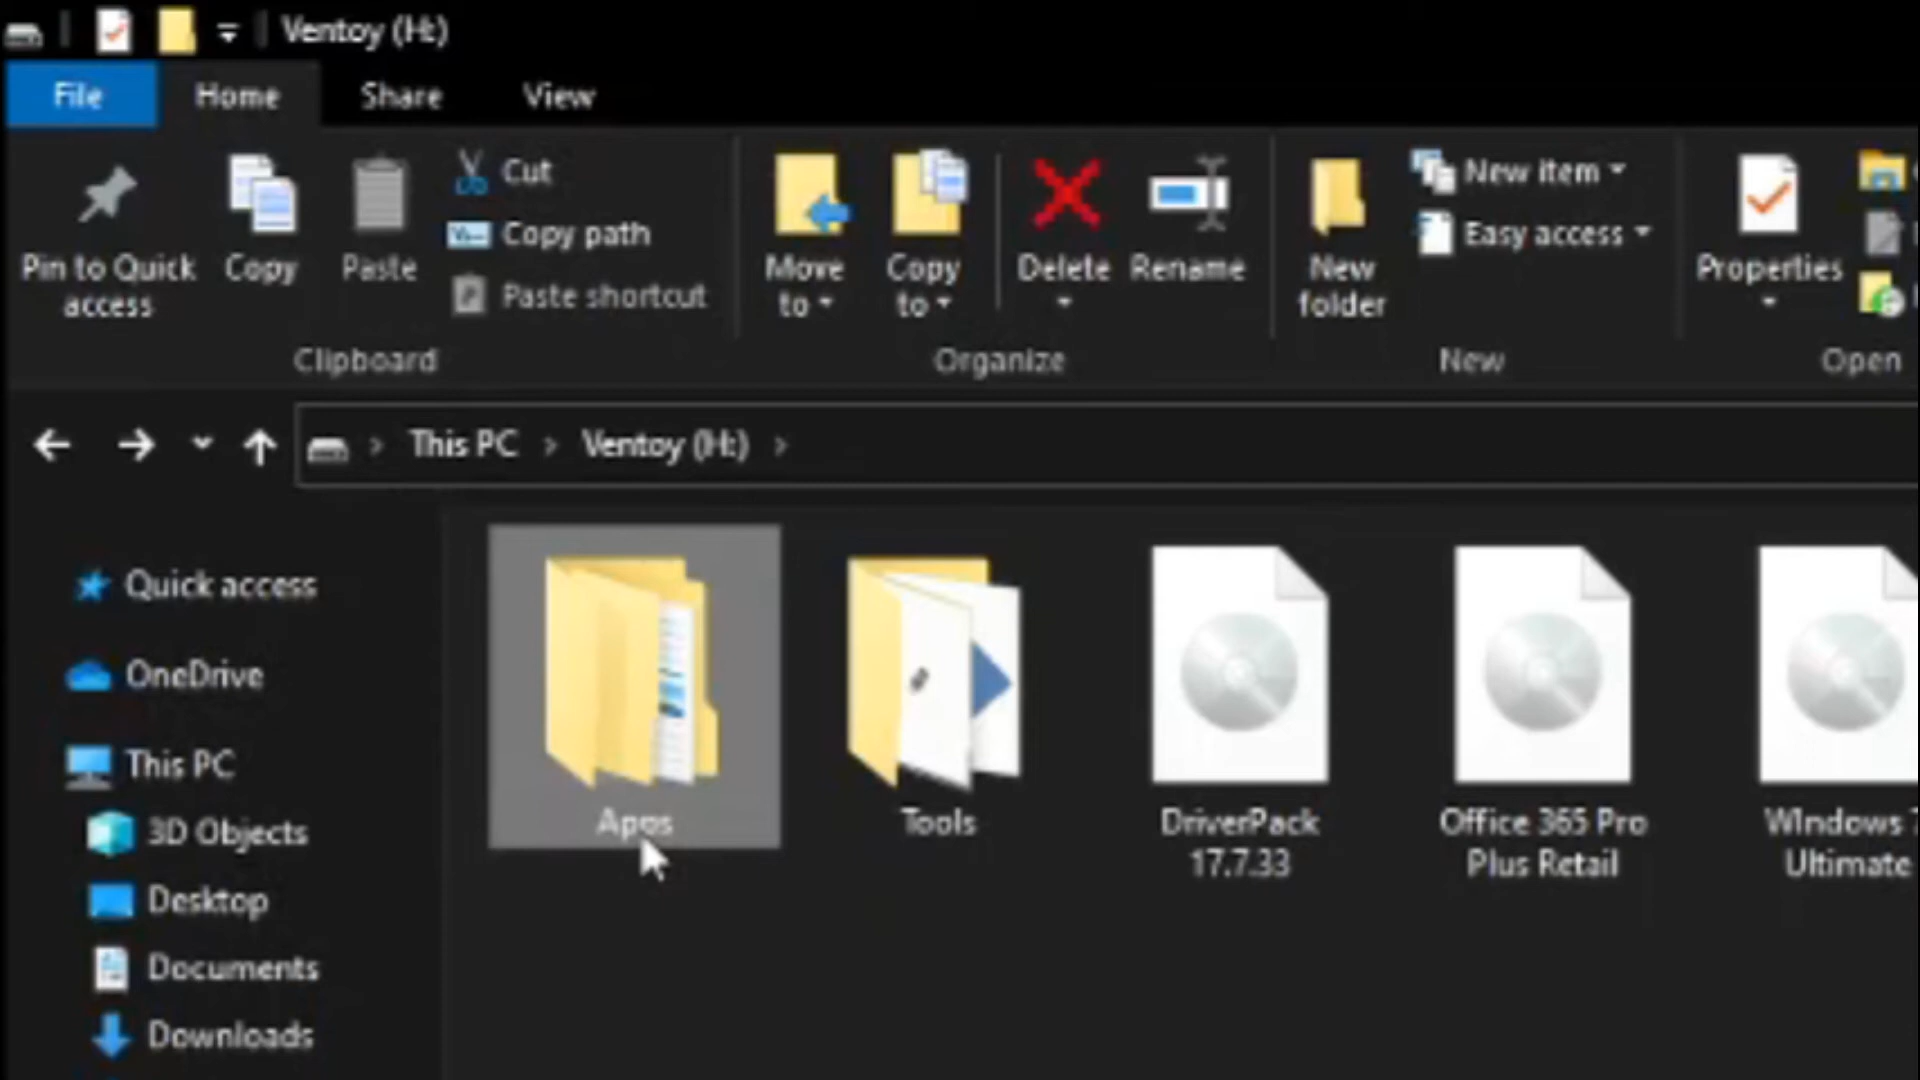 Ventoy (H:)
File Home Share View
Pin to Quick access
Copy
Paste
Cut
Copy path
Paste shortcut
Move to
Copy to
Delete
Rename
New folder
New item
Easy access
Properties
Clipboard
Organize
New
Open
This PC > Ventoy (H:) >
Quick access
OneDrive
This PC
3D Objects
Desktop
Documents
Downloads
Apps
Tools
DriverPack
17.7.33
Office 365 Pro
Plus Retail
WIndows 7
Ultimate